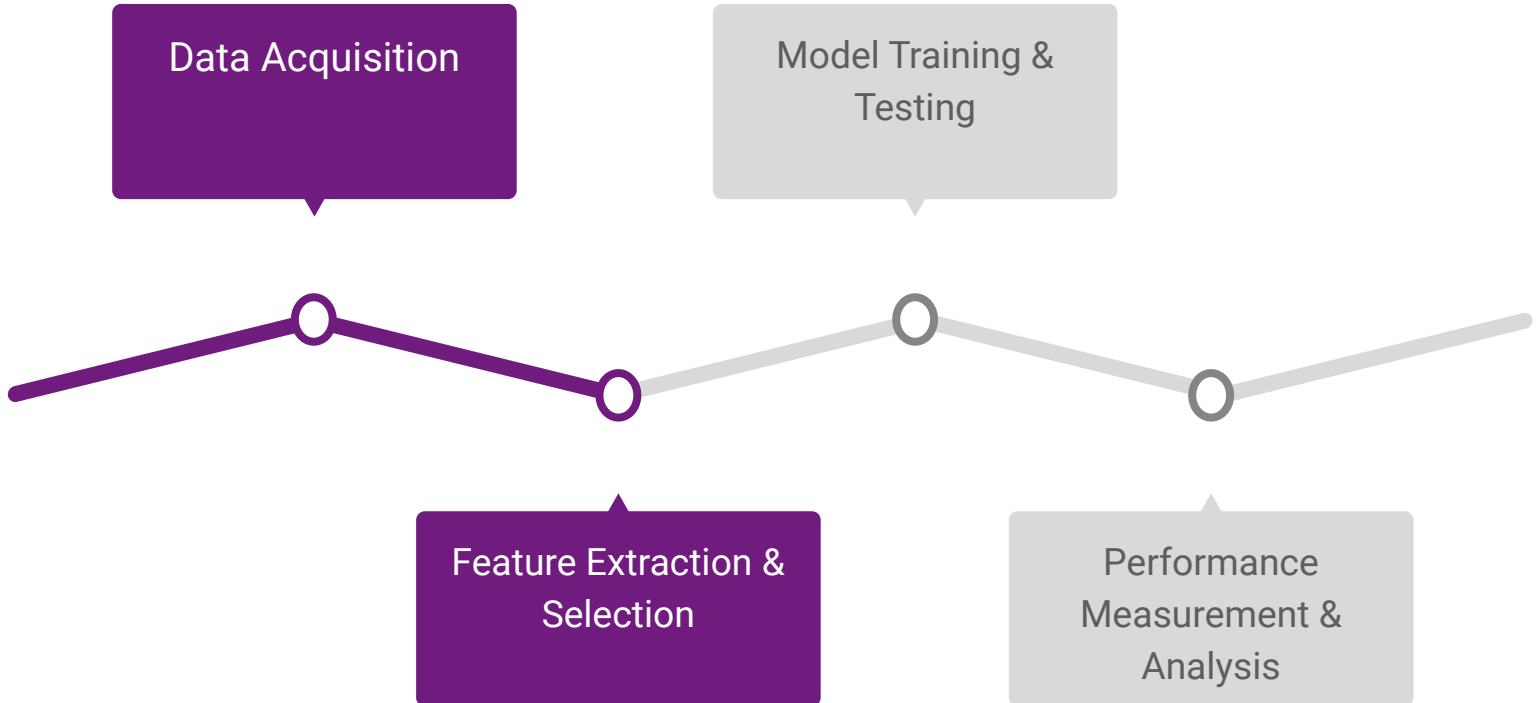 Data Acquisition
Model Training &
Testing
Feature Extraction &
Selection
Performance
Measurement &
Analysis